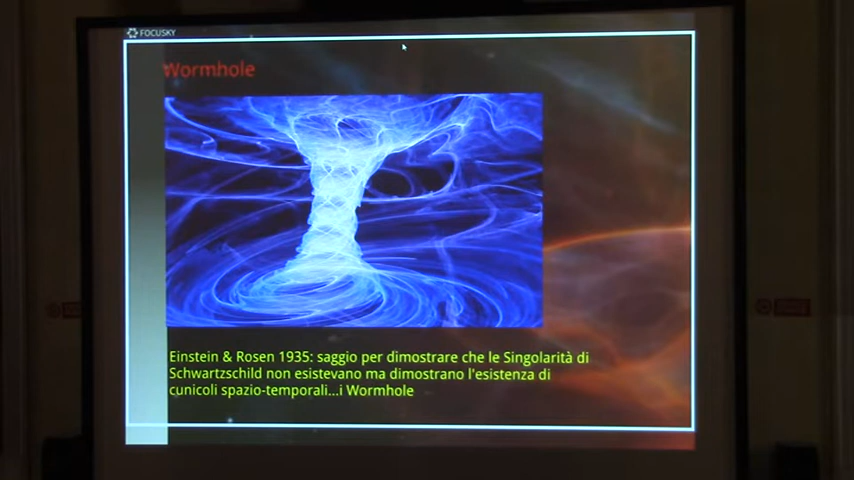 FOCUSKY
Wormhole
Einstein & Rosen 1935: saggio per dimostrare che le Singolarità di
Schwartzschild non esistevano ma dimostrano l'esistenza di
cunicoli spazio-temporali...i Wormhole